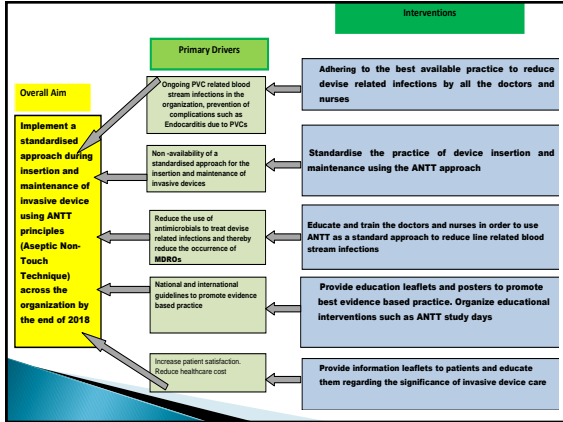 Interventions
Primary Drivers
Overall Aim
Implement a
standardised
approach during
insertion and
maintenance of
invasive device
using ANTT
principles
(Aseptic Non-
Touch
Technique)
across the
organization by
the end of 2018
Ongoing PVC related blood
stream infections in the
organization, prevention of
complications such as
Endocarditis due to PVCs
Adhering to the best available practice to reduce
devise related infections by all the doctors and
nurses
Non -availability of a
standardised approach for the
insertion and maintenance of
invasive devices
Standardise the practice of device insertion and
maintenance using the ANTT approach
Reduce the use of
antimicrobials to treat devise
related infections and thereby
reduce the occurrence of
MDROs
Educate and train the doctors and nurses in order to use
ANTT as a standard approach to reduce line related blood
stream infections
National and international
guidelines to promote evidence
based practice
Provide education leaflets and posters to promote
best evidence based practice. Organize educational
interventions such as ANTT study days
Increase patient satisfaction.
Reduce healthcare cost
Provide information leaflets to patients and educate
them regarding the significance of invasive device care